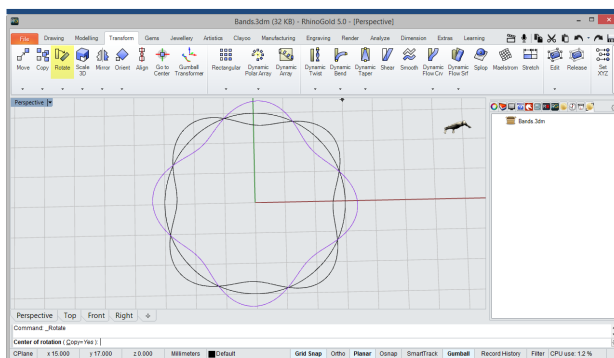 Bands.3dm (32 KB) - RhinoGold 5.0 - [Perspective]
File Drawing Modelling Transform Gems Jewellery Artistics Clayoo Manufacturing Engraving Render Analyze Dimension Extras Learning
Move Copy Rotate Scale 3D Mirror Orient Align Go to Center Gumball Transformer Rectangular Dynamic Polar Array Dynamic Array Dynamic Twist Dynamic Bend Dynamic Taper Shear Smooth Dynamic Flow Crv Dynamic Flow Srf Splop Maelstrom Stretch Edit Release Set XYZ
Perspective
Bands.3dm
Perspective Top Front Right
Command: _Rotate
Center of rotation ( Copy=Yes ):
CPlane x 15.000 y 17.000 z 0.000 Millimeters Default Grid Snap Ortho Planar Osnap SmartTrack Gumball Record History Filter CPU use: 1.2 %